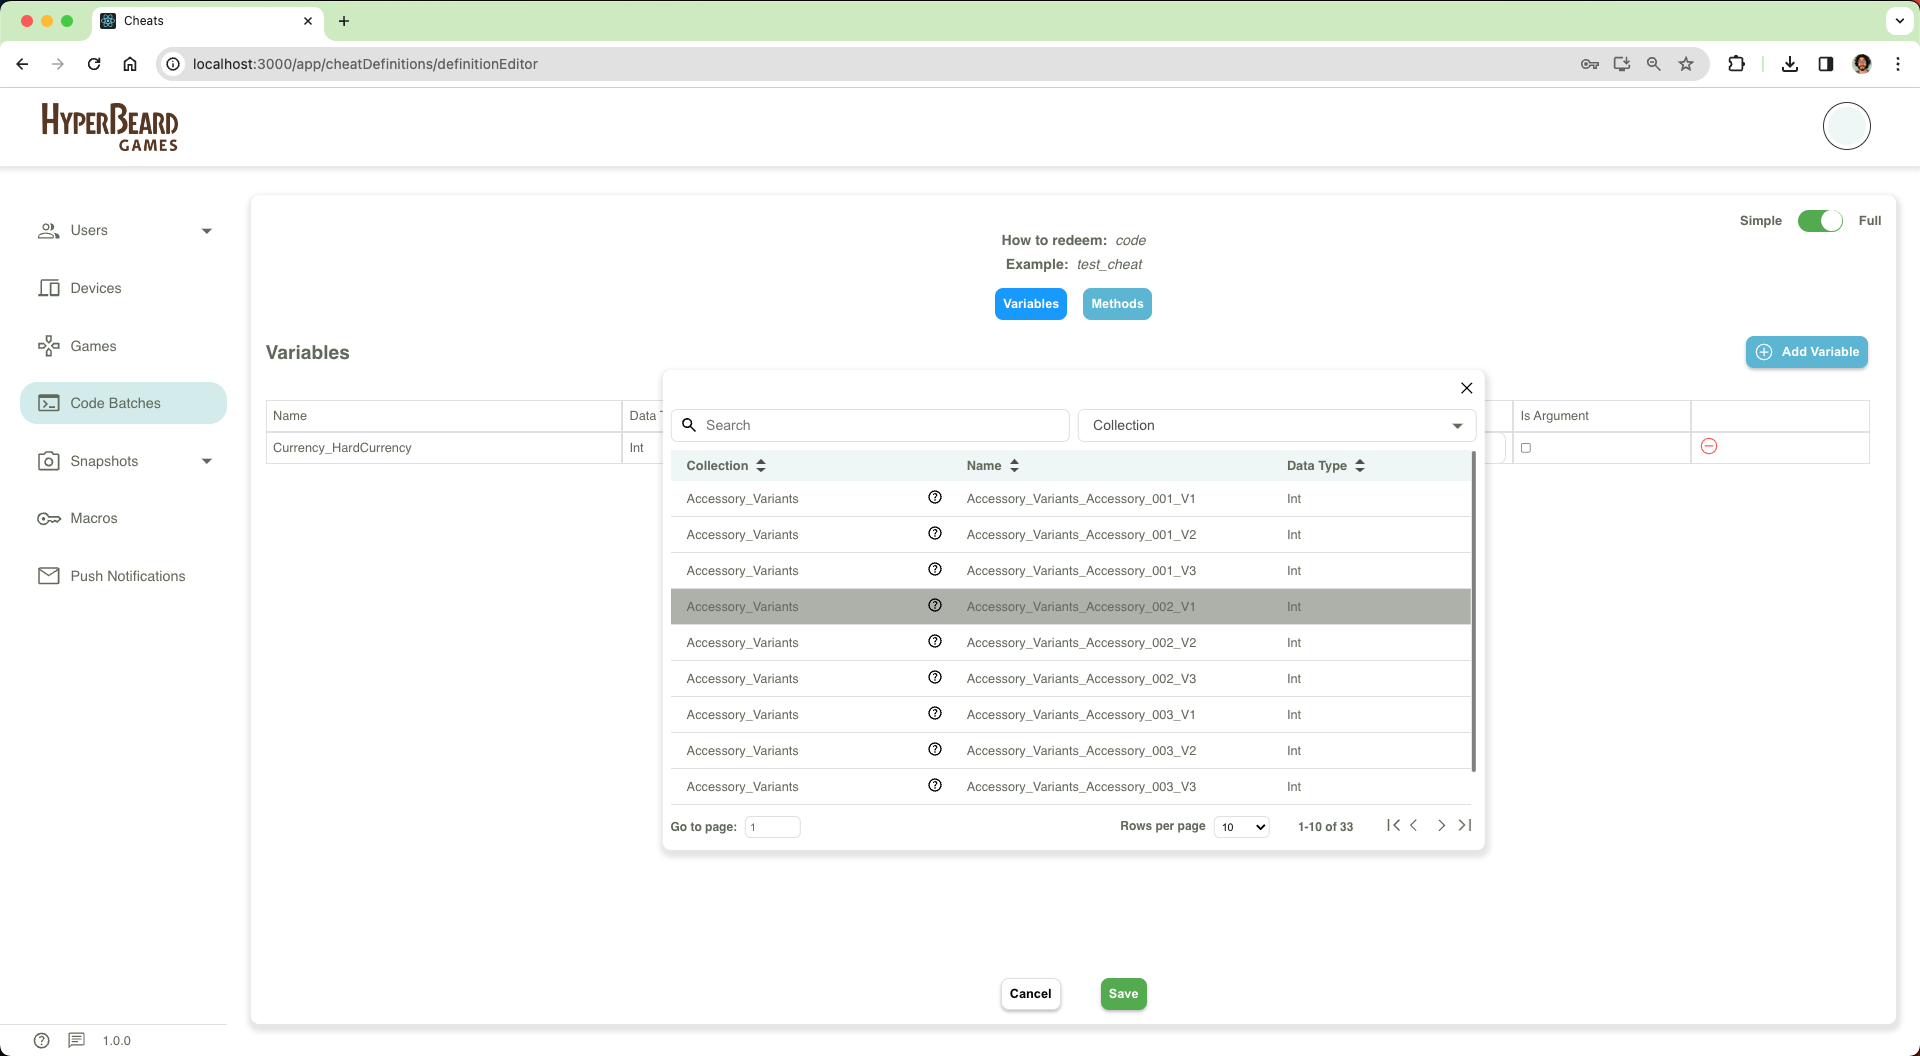 Cheats
localhost:3000/app/cheatDefinitions/definitionEditor
HYPERBEARD
GAMES
Users
Devices
Games
Code Batches
Snapshots
Macros
Push Notifications
1.0.0
Simple Full
How to redeem: code
Example: test_cheat
Variables Methods
Variables
Add Variable
Name Data Is Argument
Currency_HardCurrency Int
Search Collection
Collection Name Data Type
Accessory_Variants Accessory_Variants_Accessory_001_V1 Int
Accessory_Variants Accessory_Variants_Accessory_001_V2 Int
Accessory_Variants Accessory_Variants_Accessory_001_V3 Int
Accessory_Variants Accessory_Variants_Accessory_002_V1 Int
Accessory_Variants Accessory_Variants_Accessory_002_V2 Int
Accessory_Variants Accessory_Variants_Accessory_002_V3 Int
Accessory_Variants Accessory_Variants_Accessory_003_V1 Int
Accessory_Variants Accessory_Variants_Accessory_003_V2 Int
Accessory_Variants Accessory_Variants_Accessory_003_V3 Int
Go to page: 1 Rows per page 10 1-10 of 33
Cancel Save